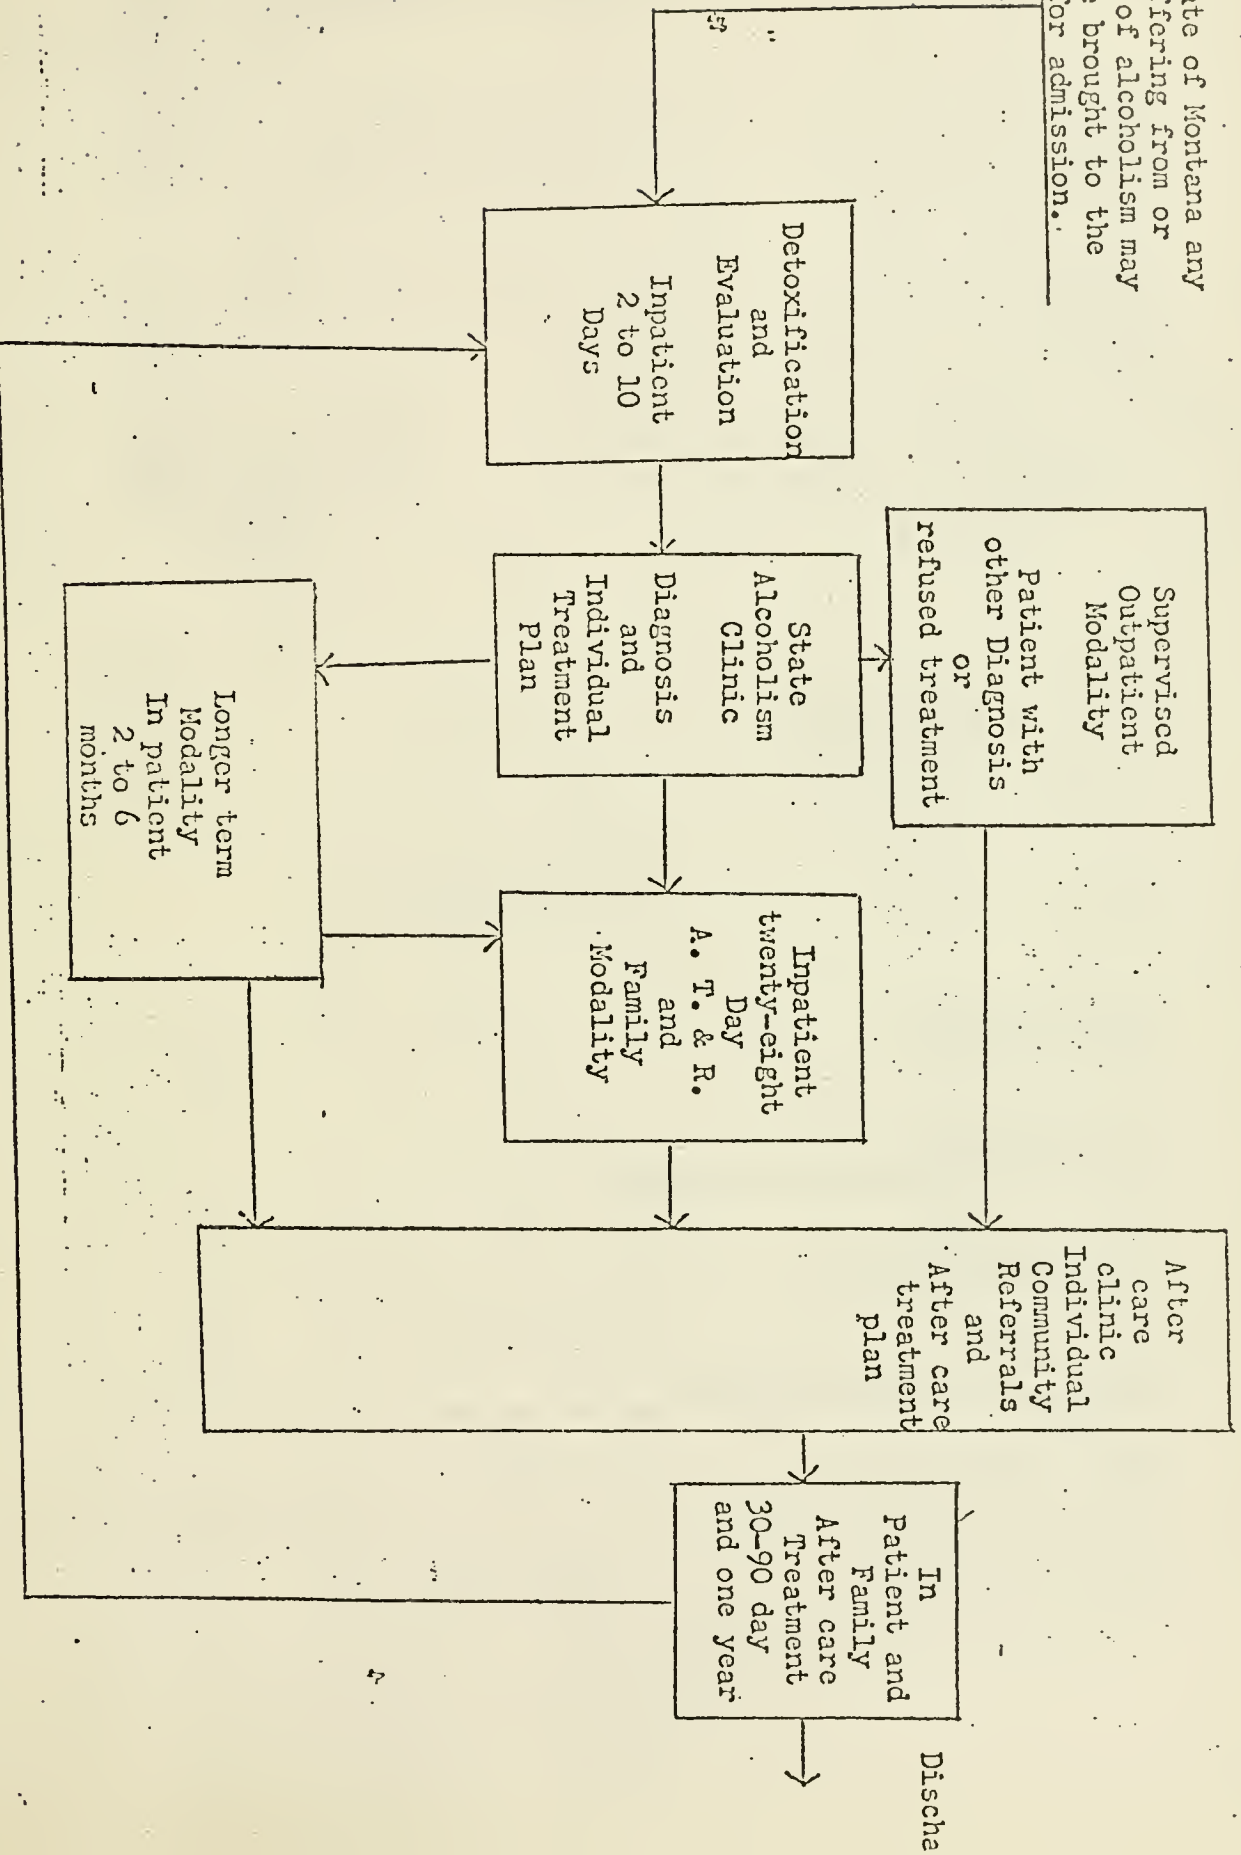 ate of Montana any
ffering from or
of alcoholism may
brought to the
for admission.
Detoxification
and
Evaluation
Inpatient
2 to 10
Days
Supervised
Outpatient
Modality
Patient with
other Diagnosis
or
refused treatment
State
Alcoholism
Clinic
Diagnosis
and
Individual
Treatment
Plan
Longer term
Modality
In patient
2 to 6
months
Inpatient
twenty-eight
Day
A. T. & R.
and
Family
Modality
After
care
clinic
Individual
Community
Referrals
and
After care
treatment
plan
In
Patient and
Family
After care
Treatment
30-90 day
and one year
Discha